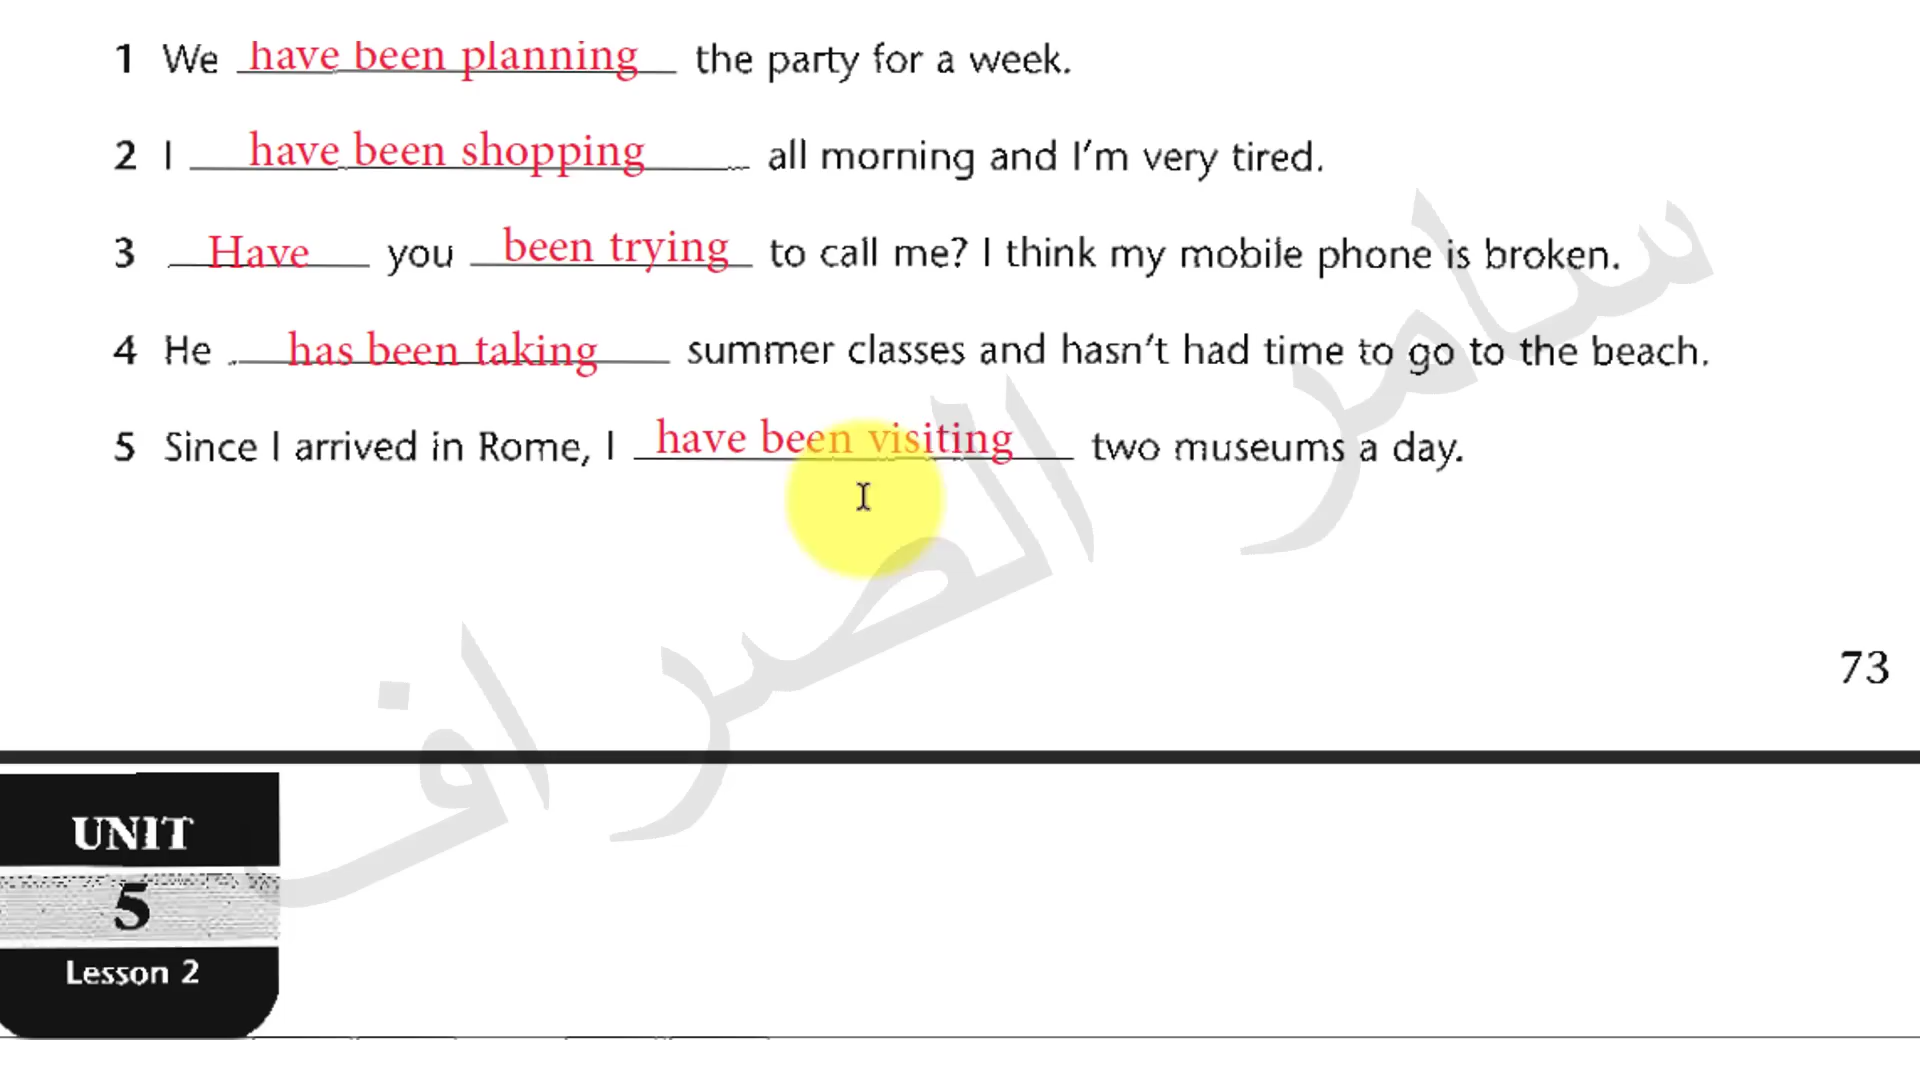 1 We have been planning the party for a week.
2 I have been shopping all morning and I'm very tired.
3 Have you been trying to call me? I think my mobile phone is broken.
4 He has been taking summer classes and hasn't had time to go to the beach.
5 Since I arrived in Rome, I have been visiting two museums a day.
سامر الصراف
73
UNIT
5
Lesson 2